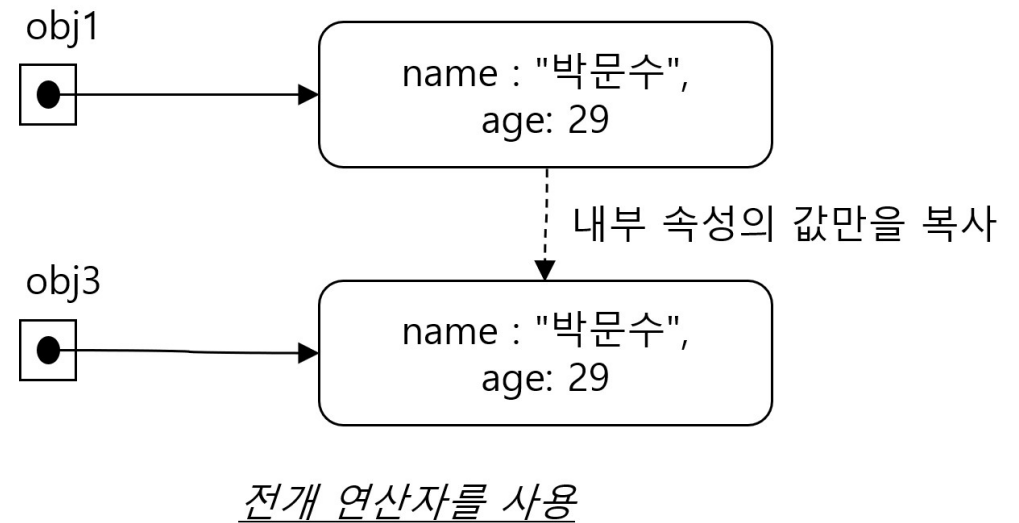 obj1
name : "박문수",
age: 29
내부 속성의 값만을 복사
obj3
name : "박문수",
age: 29
전개 연산자를 사용